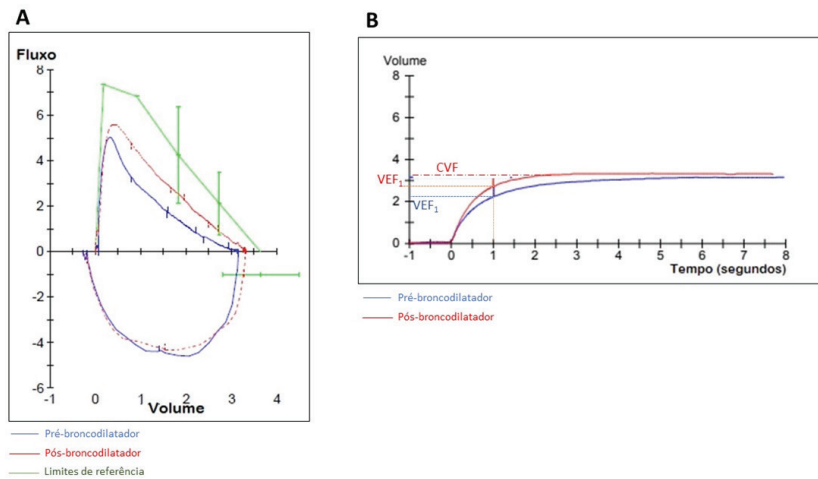 A
Fluxo
8
6
4
2
0
-2
-4
-6
-1 0 1 2 3 4
Volume
Pré-broncodilatador
Pós-broncodilatador
Limites de referência
B
Volume
8
6
4
2
0
CVF
VEF₁
VEF₁
-1 0 1 2 3 4 5 6 7 8
Tempo (segundos)
Pré-broncodilatador
Pós-broncodilatador